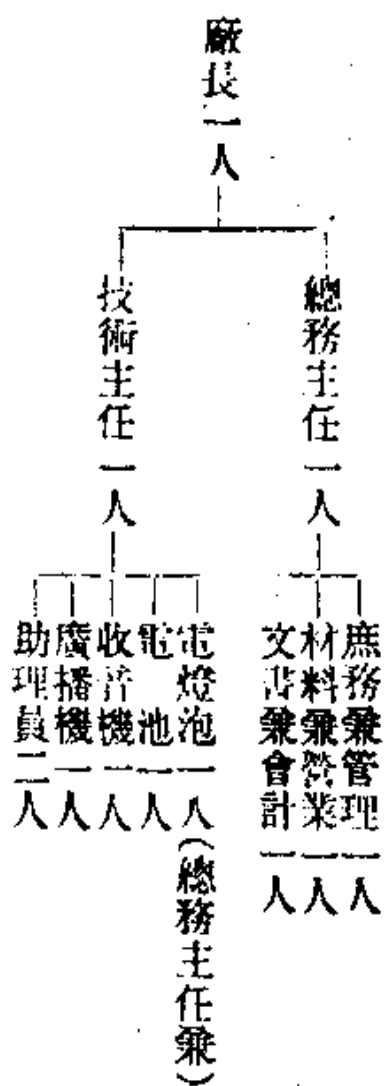 廠長一人
總務主任一人
庶務兼管理一人
材料兼營業一人
文書兼會計一人
技術主任一人
電燈泡一人(總務主任兼)
電池一人
收音機一人
廣播機一人
助理員二人